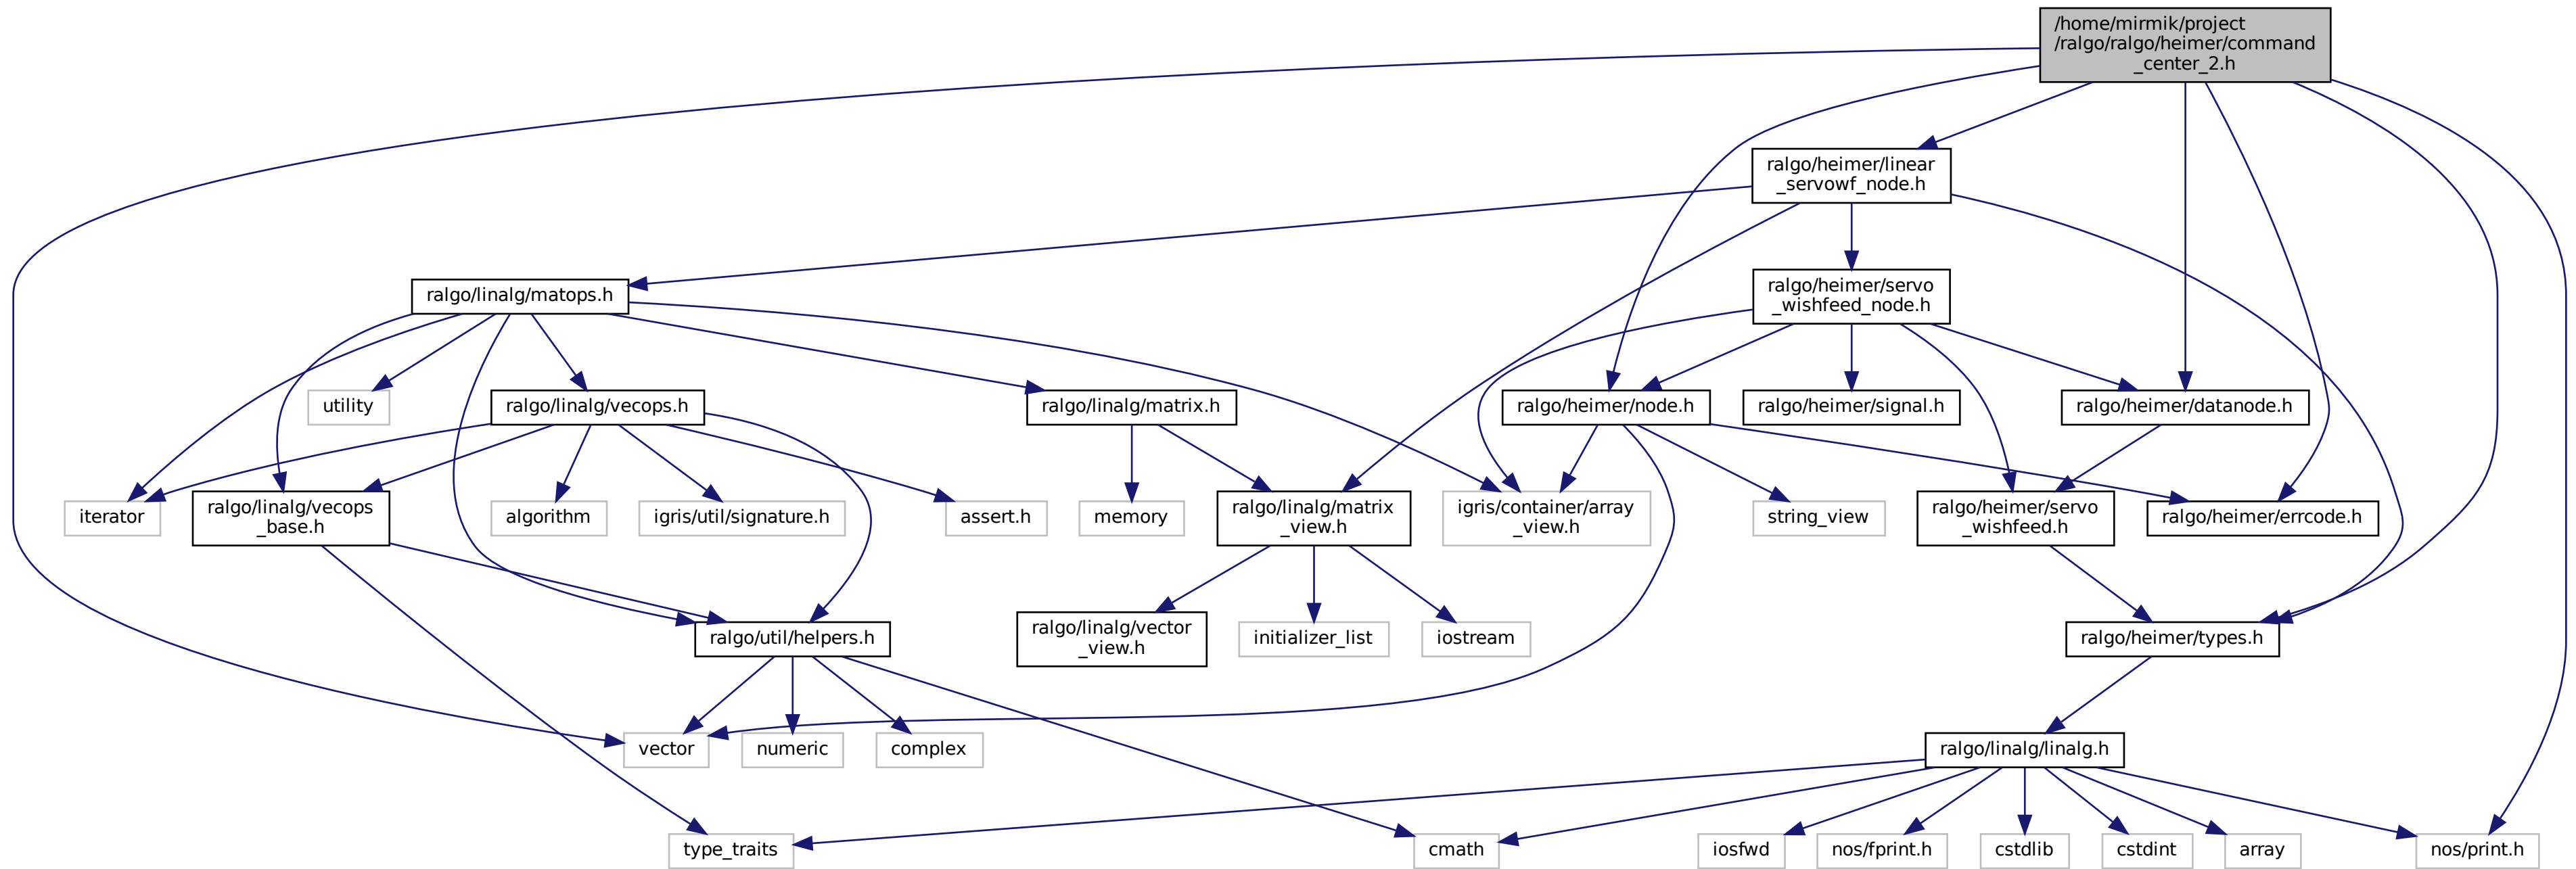 /home/mirmik/project
/ralgo/ralgo/heimer/command
_center_2.h
ralgo/heimer/linear
_servowf_node.h
ralgo/linalg/matops.h
ralgo/heimer/servo
_wishfeed_node.h
utility
ralgo/linalg/vecops.h
ralgo/linalg/matrix.h
ralgo/heimer/node.h
ralgo/heimer/signal.h
ralgo/heimer/datanode.h
iterator
ralgo/linalg/vecops
_base.h
algorithm
igris/util/signature.h
assert.h
memory
ralgo/linalg/matrix
_view.h
igris/container/array
_view.h
string_view
ralgo/heimer/servo
_wishfeed.h
ralgo/heimer/errcode.h
ralgo/util/helpers.h
ralgo/linalg/vector
_view.h
initializer_list
iostream
ralgo/heimer/types.h
vector
numeric
complex
ralgo/linalg/linalg.h
type_traits
cmath
iosfwd
nos/fprint.h
cstdlib
cstdint
array
nos/print.h